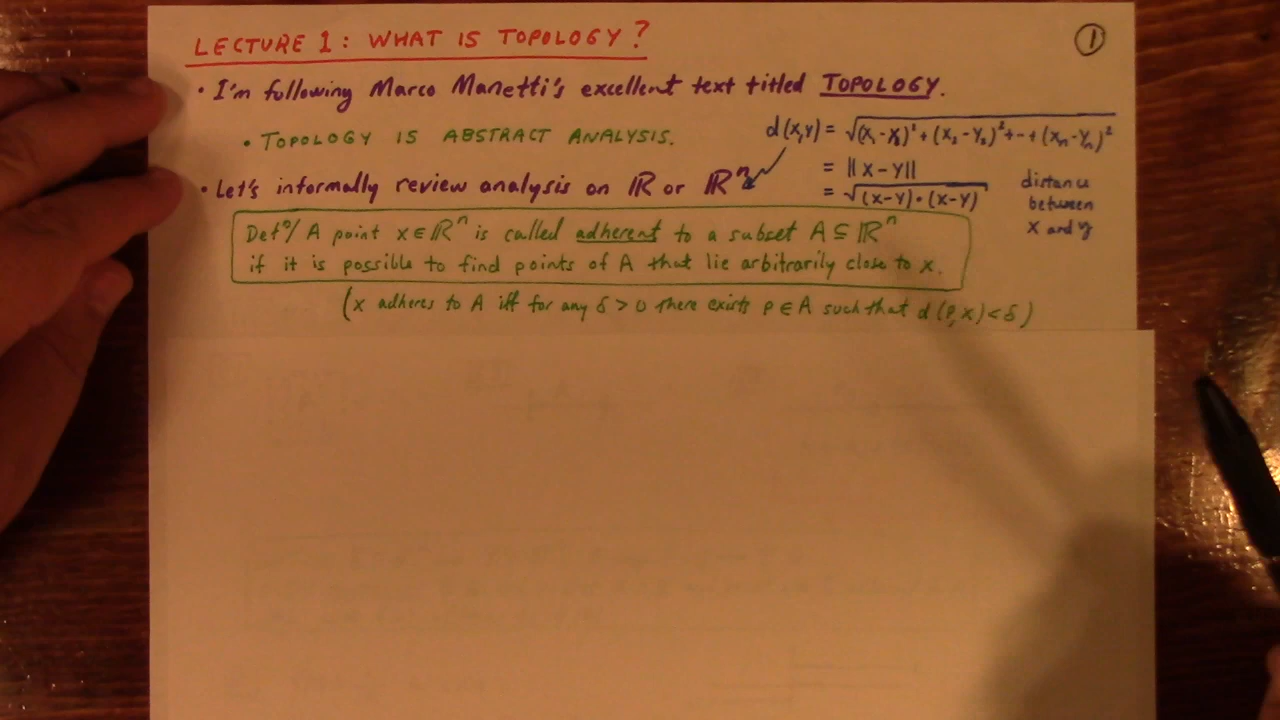 LECTURE 1: WHAT IS TOPOLOGY?
①
• I'm following Marco Manetti's excellent text titled TOPOLOGY.
• TOPOLOGY IS ABSTRACT ANALYSIS.
d(x,y) = √(x₁-y₁)²+(x₂-y₂)²+⋯+(xₙ-yₙ)²
= ||x-y||
= √(x-y)•(x-y)
distance
between
x and y
• Let's informally review analysis on ℝ or ℝⁿ
Defⁿ/ A point x∈ℝⁿ is called adherent to a subset A⊆ℝⁿ
if it is possible to find points of A that lie arbitrarily close to x.
(x adheres to A iff for any δ>0 there exists p∈A such that d(p,x)<δ)